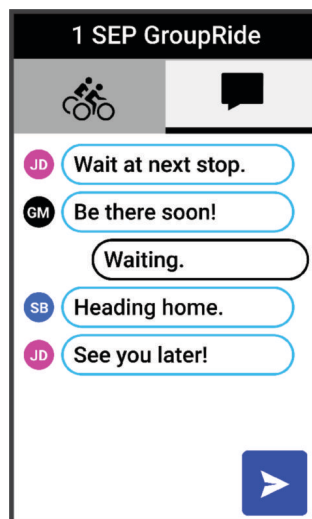 1 SEP GroupRide
JD Wait at next stop.
GM Be there soon!
Waiting.
SB Heading home.
JD See you later!